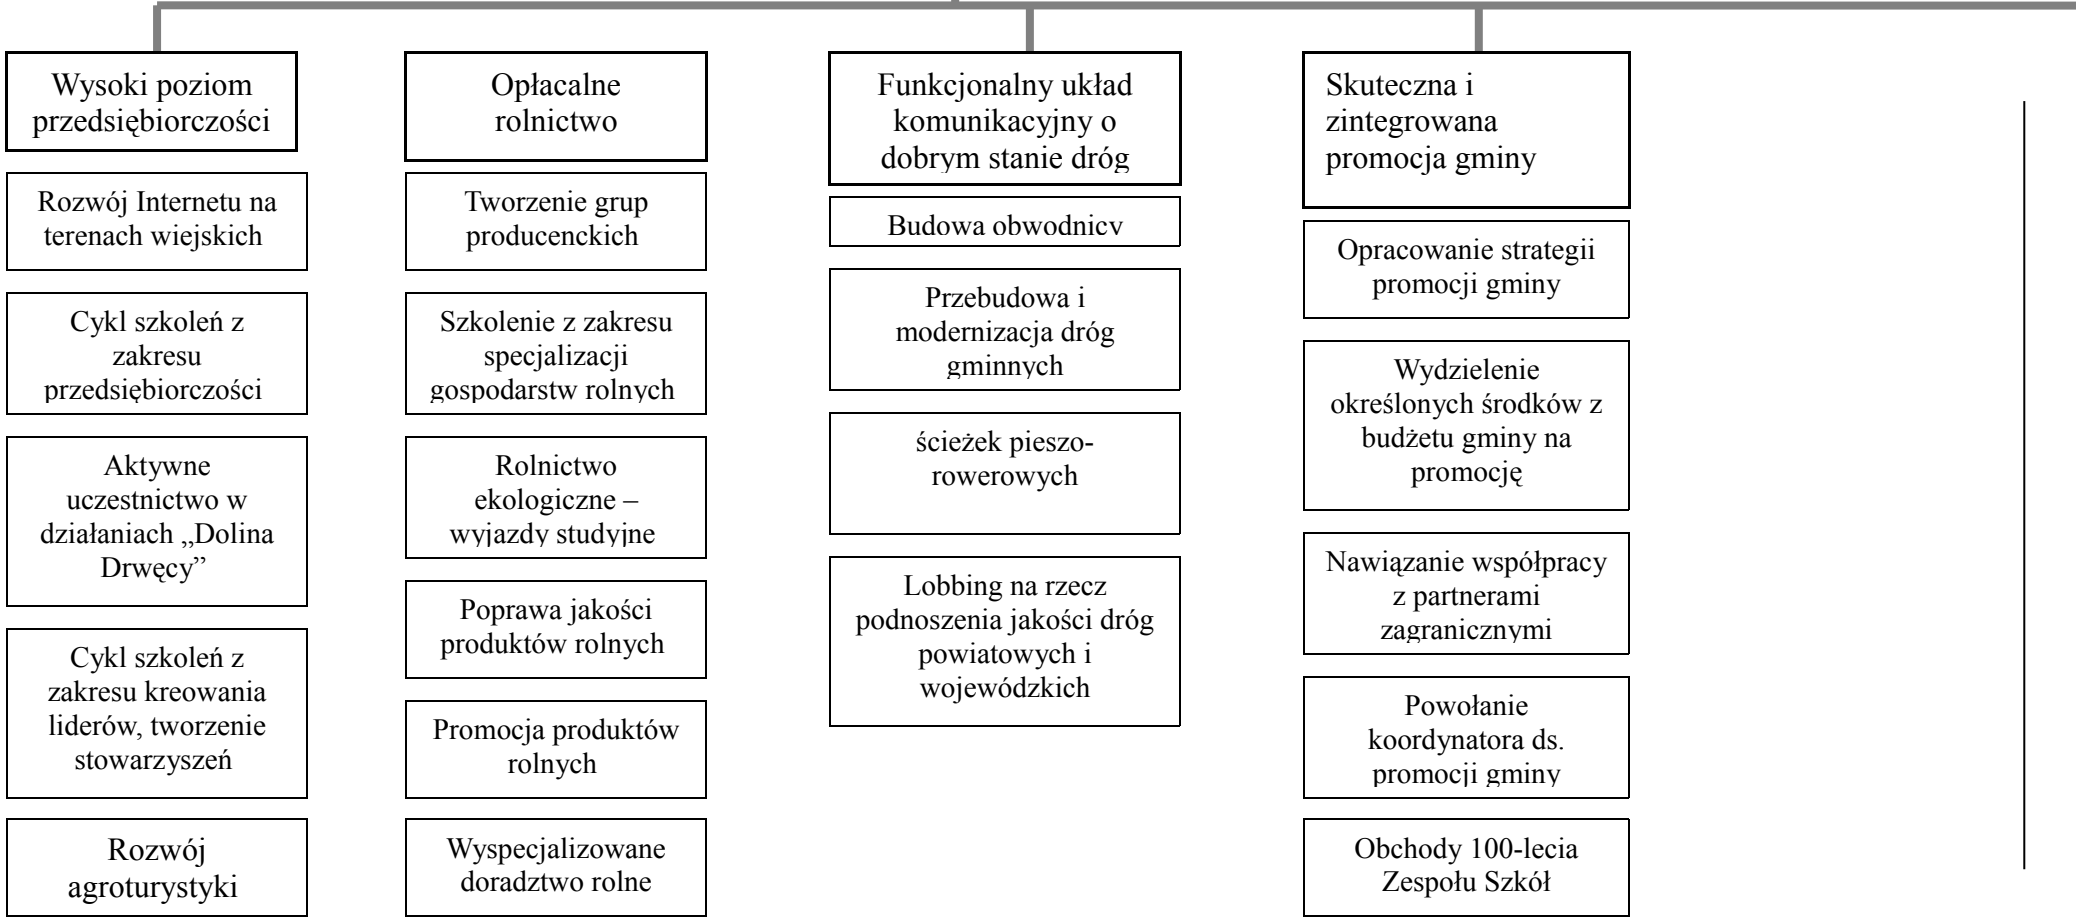 Wysoki poziom
przedsiębiorczości
Rozwój Internetu na
terenach wiejskich
Cykl szkoleń z
zakresu
przedsiębiorczości
Aktywne
uczestnictwo w
działaniach „Dolina
Drwęcy”
Cykl szkoleń z
zakresu kreowania
liderów, tworzenie
stowarzyszeń
Rozwój
agroturystyki
Opłacalne
rolnictwo
Tworzenie grup
producenckich
Szkolenie z zakresu
specjalizacji
gospodarstw rolnych
Rolnictwo
ekologiczne –
wyjazdy studyjne
Poprawa jakości
produktów rolnych
Promocja produktów
rolnych
Wyspecjalizowane
doradztwo rolne
Funkcjonalny układ
komunikacyjny o
dobrym stanie dróg
Budowa obwodnicy
Przebudowa i
modernizacja dróg
gminnych
ścieżek pieszo-
rowerowych
Lobbing na rzecz
podnoszenia jakości dróg
powiatowych i
wojewódzkich
Skuteczna i
zintegrowana
promocja gminy
Opracowanie strategii
promocji gminy
Wydzielenie
określonych środków z
budżetu gminy na
promocję
Nawiązanie współpracy
z partnerami
zagranicznymi
Powołanie
koordynatora ds.
promocji gminy
Obchody 100-lecia
Zespołu Szkół